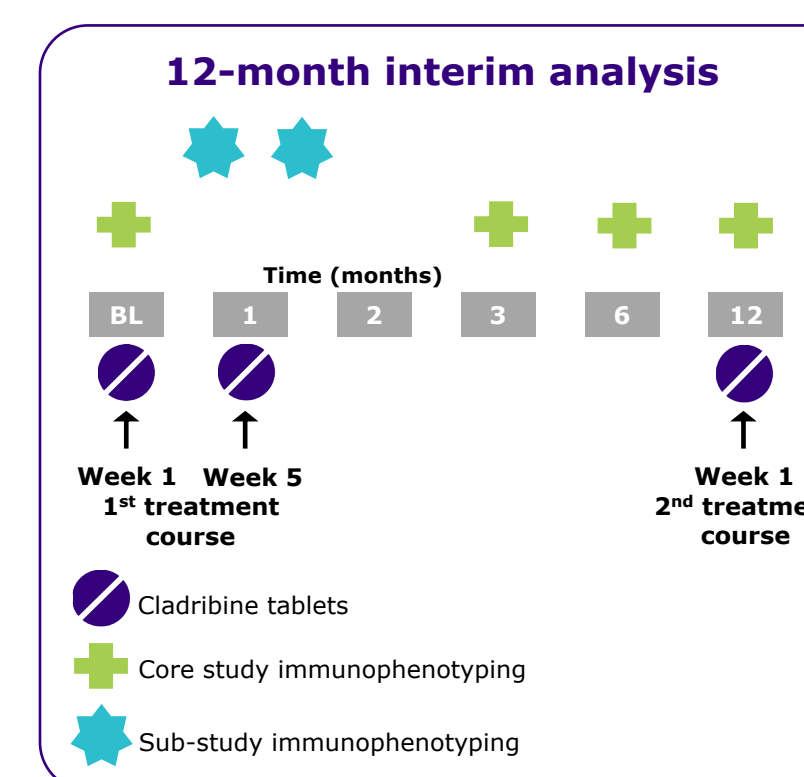 12-month interim analysis
Time (months)
BL 1 2 3 6 12
Week 1 Week 5 Week 1
1st treatment 2nd
course course
Cladribine tablets
Core study immunophenotyping
Sub-study immunophenotyping